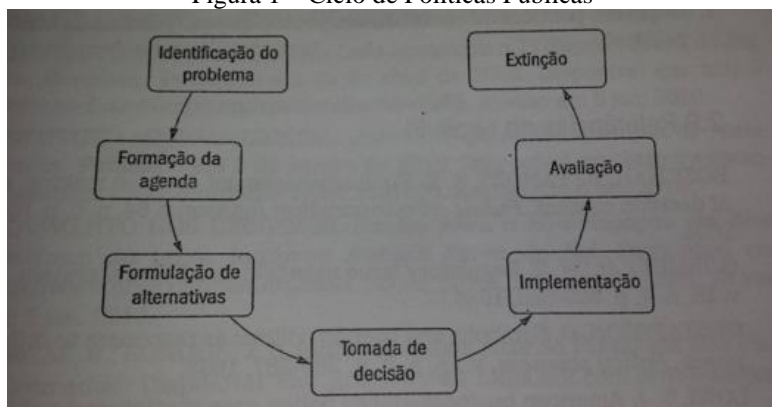 Figura 1 – Ciclo de Políticas Públicas
Identificação do
problema
Formação da
agenda
Formulação de
alternativas
Tomada de
decisão
Implementação
Avaliação
Extinção